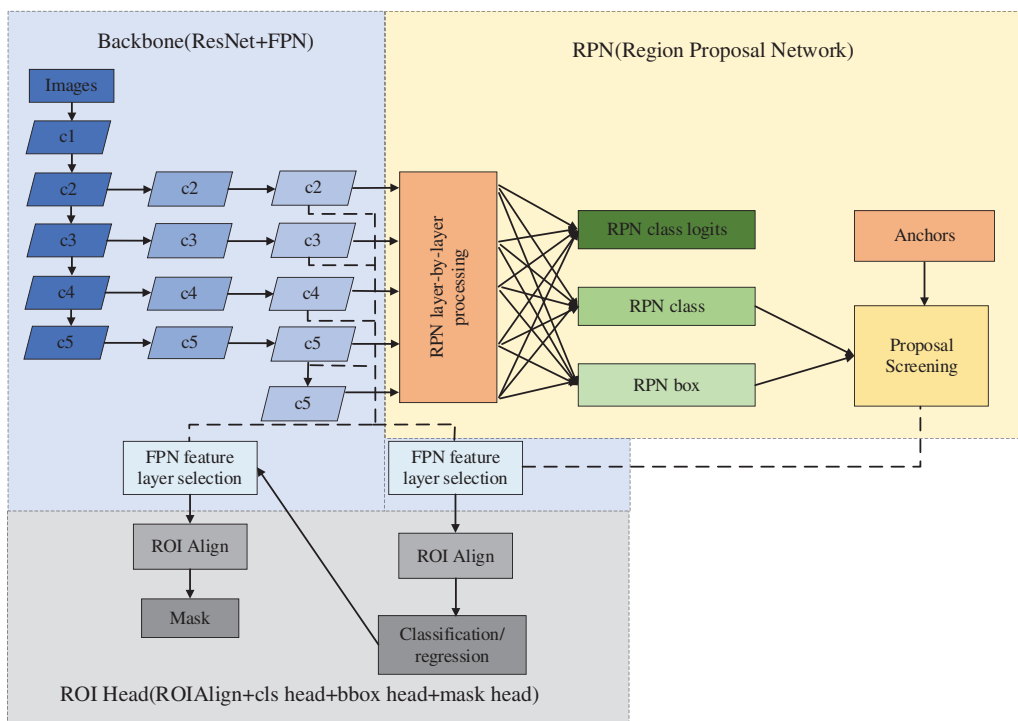 Backbone(ResNet+FPN)
RPN(Region Proposal Network)
Images
c1
c2
c2
c2
c3
c3
c3
c4
c4
c4
c5
c5
c5
c5
RPN layer-by-layer
processing
RPN class logits
RPN class
RPN box
Anchors
Proposal
Screening
FPN feature
layer selection
FPN feature
layer selection
ROI Align
ROI Align
Mask
Classification/
regression
ROI Head(ROIAlign+cls head+bbox head+mask head)